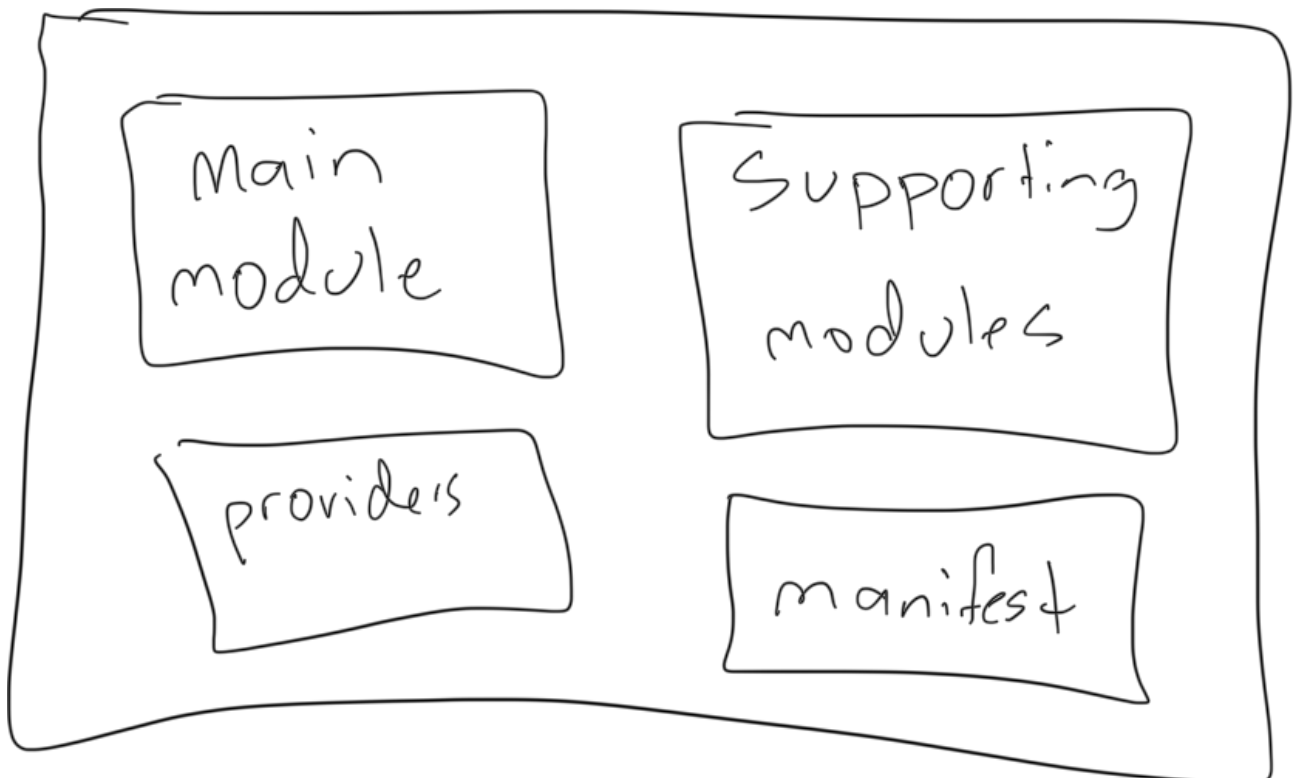 Main
module
Supporting
modules
providers
manifest